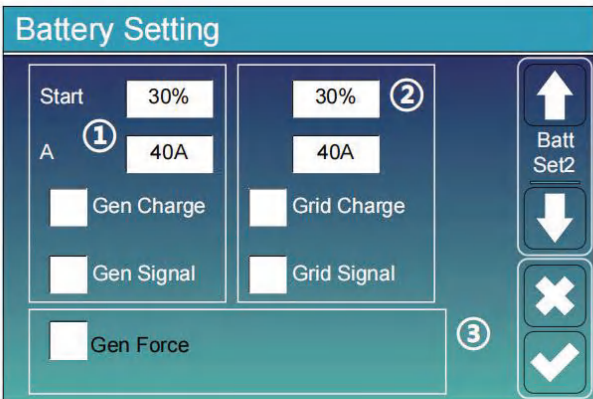 Battery Setting
Start 30% 30% ②
A ① 40A 40A
Gen Charge Grid Charge
Gen Signal Grid Signal
Gen Force ③
Batt
Set2